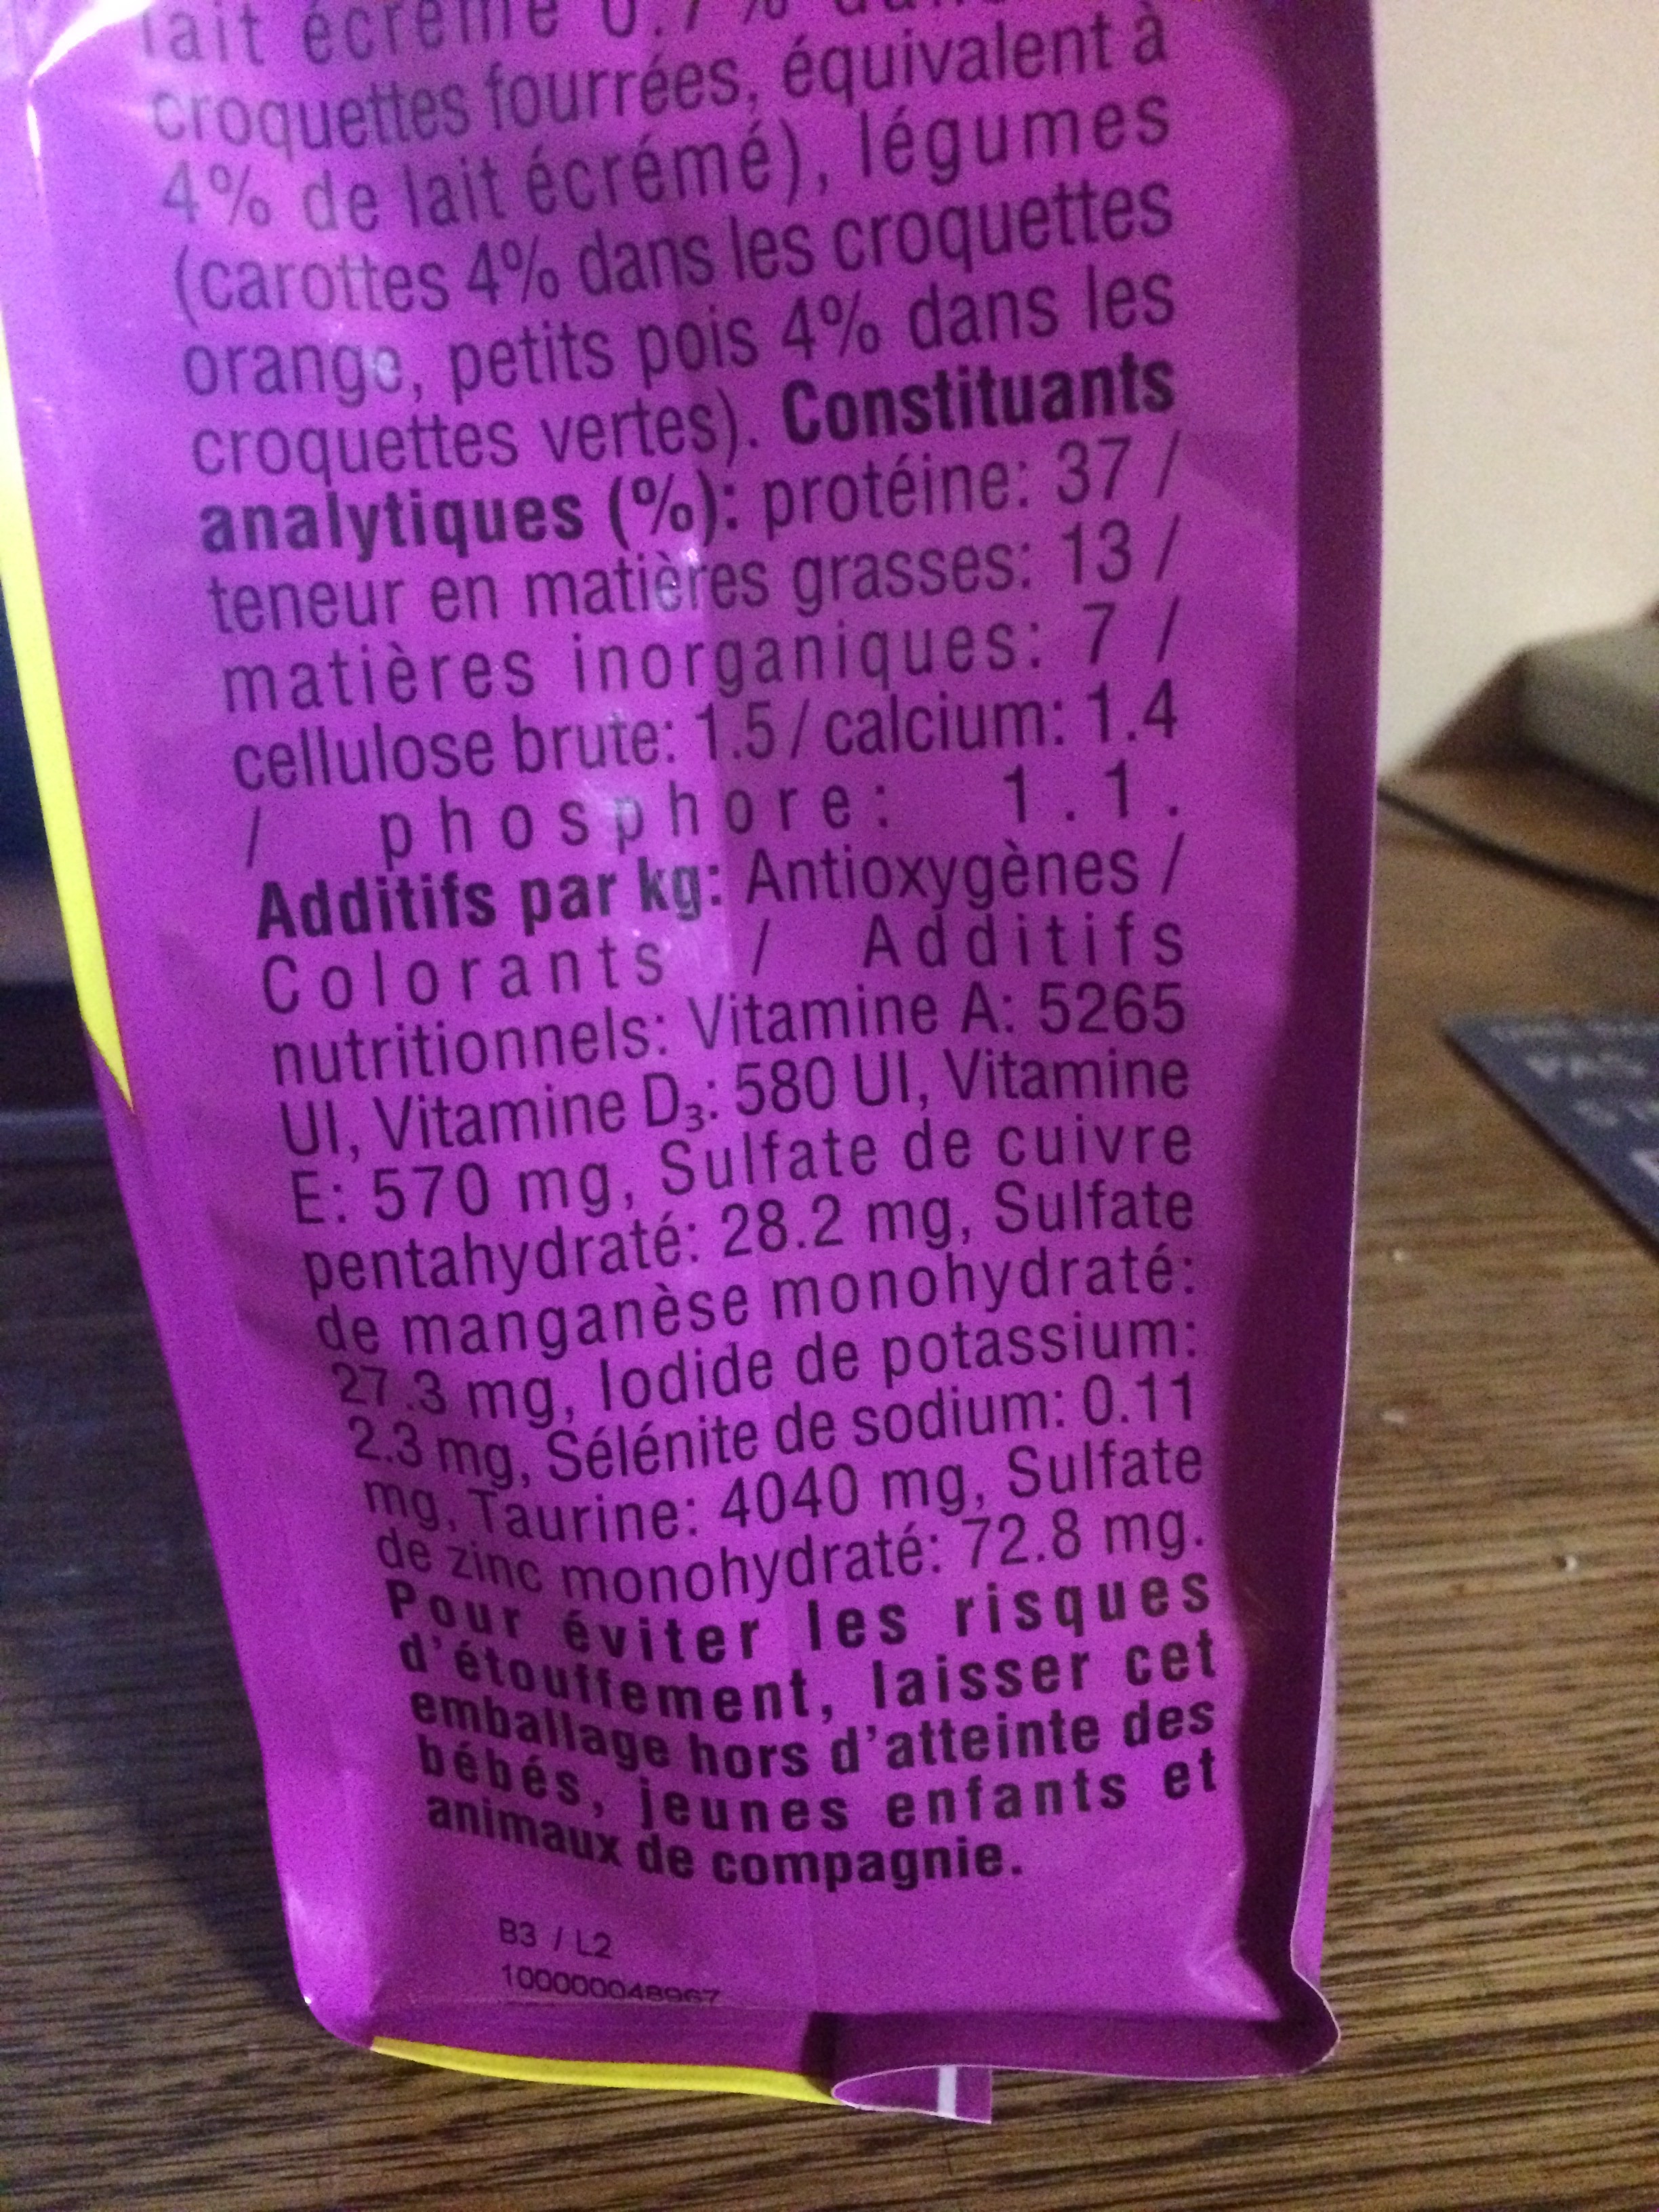 lait écrémé 0.7 %
croquettes fourrées, équivalent à
4% de lait écrémé), légumes
(carottes 4% dans les croquettes
orange, petits pois 4% dans les
croquettes vertes). Constituants
analytiques (%): protéine: 37 /
teneur en matières grasses: 13 /
matières inorganiques: 7 /
cellulose brute: 1.5 / calcium: 1.4
/ phosphore: 1.1.
Additifs par kg: Antioxygènes /
Colorants / Additifs
nutritionnels: Vitamine A: 5265
UI, Vitamine D₃: 580 UI, Vitamine
E: 570 mg, Sulfate de cuivre
pentahydraté: 28.2 mg, Sulfate
de manganèse monohydraté:
27.3 mg, Iodide de potassium:
2.3 mg, Sélénite de sodium: 0.11
mg, Taurine: 4040 mg, Sulfate
de zinc monohydraté: 72.8 mg.
Pour éviter les risques
d'étouffement, laisser cet
emballage hors d'atteinte des
bébés, jeunes enfants et
animaux de compagnie.
B3 / L2
100000048967
PAS